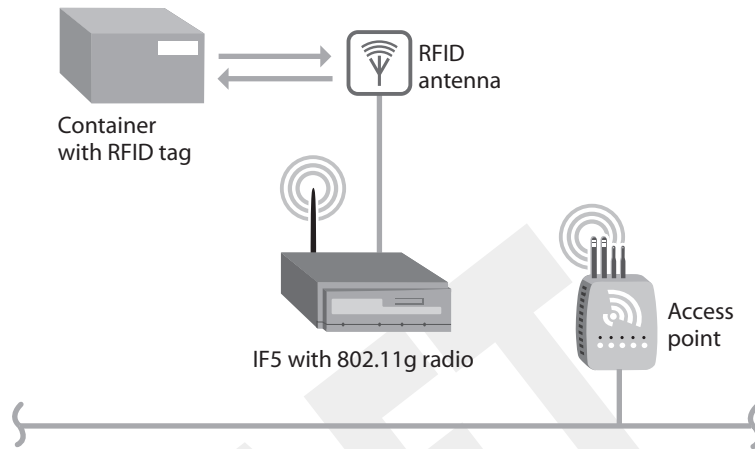 RFID
antenna
Container
with RFID tag
IF5 with 802.11g radio
Access
point